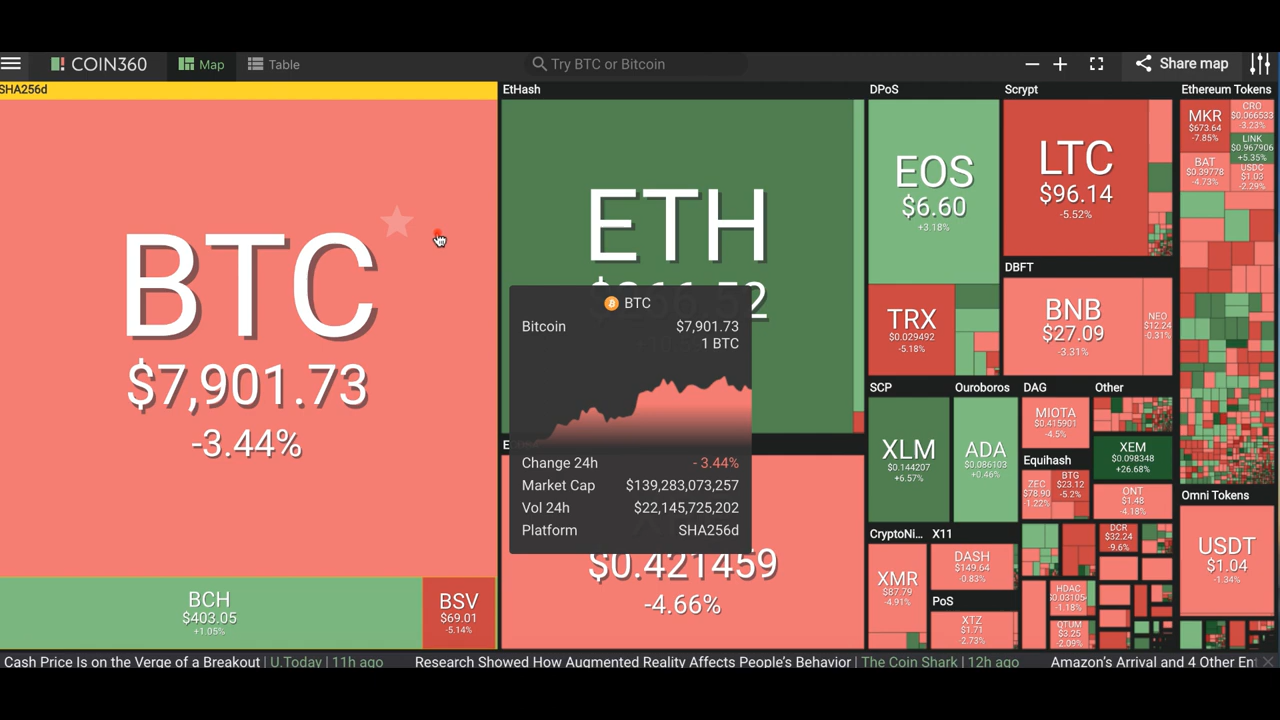 COIN360
Map
Table
Try BTC or Bitcoin
Share map
SHA256d
BTC
$7,901.73
-3.44%
BCH
$403.05
+1.05%
BSV
$69.01
-5.14%
EtHash
ETH
BTC
Bitcoin
$7,901.73
1 BTC
Change 24h
- 3.44%
Market Cap
$139,283,073,257
Vol 24h
$22,145,725,202
Platform
SHA256d
$0.421459
-4.66%
DPoS
EOS
$6.60
+3.18%
TRX
$0.029492
-5.18%
Scrypt
LTC
$96.14
-5.52%
DBFT
BNB
$27.09
-3.31%
NEO
$12.24
-0.31%
SCP
XLM
$0.144207
+6.57%
Ouroboros
ADA
$0.086103
+0.46%
DAG
MIOTA
$0.415901
-4.5%
Other
XEM
$0.098348
+26.68%
ONT
$1.48
-4.18%
Equihash
ZEC
$78.90
-1.22%
BTG
$23.12
-5.2%
CryptoNi...
XMR
$87.79
-4.91%
X11
DASH
$149.64
-0.83%
PoS
XTZ
$1.71
-2.73%
DCR
$32.24
-9.6%
HDAC
$0.03105
-1.18%
QTUM
$3.25
-2.09%
Ethereum Tokens
MKR
$673.64
-7.85%
CRO
$0.066533
-3.23%
LINK
$0.967906
+5.35%
BAT
$0.39778
-4.73%
USDC
$1.03
-2.29%
Omni Tokens
USDT
$1.04
-1.34%
Cash Price Is on the Verge of a Breakout | U.Today | 11h ago
Research Showed How Augmented Reality Affects People's Behavior | The Coin Shark | 12h ago
Amazon's Arrival and 4 Other